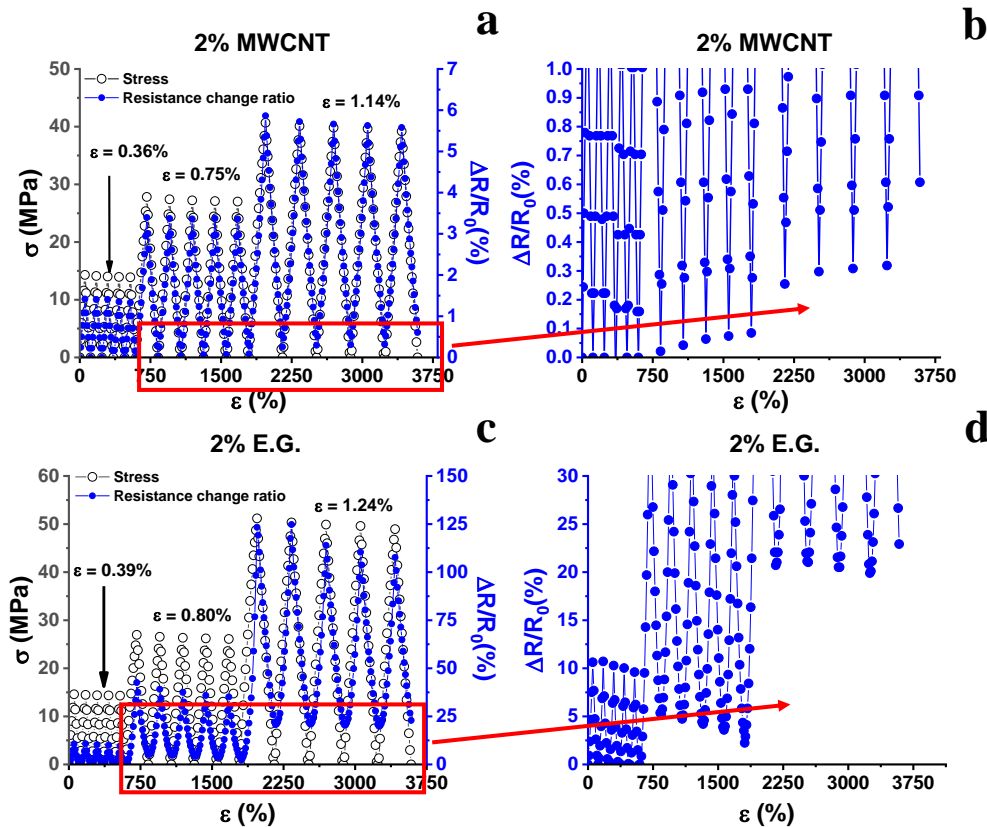 a
2% MWCNT
50
40
30
20
10
0
σ (MPa)
Stress
Resistance change ratio
ε = 0.36%
ε = 0.75%
ε = 1.14%
7
6
5
4
3
2
1
0
ΔR/R0(%)
0 750 1500 2250 3000 3750
ε (%)
b
2% MWCNT
1.0
0.9
0.8
0.7
0.6
0.5
0.4
0.3
0.2
0.1
0.0
ΔR/R0(%)
0 750 1500 2250 3000 3750
ε (%)
c
2% E.G.
60
50
40
30
20
10
0
σ (MPa)
Stress
Resistance change ratio
ε = 0.39%
ε = 0.80%
ε = 1.24%
150
125
100
75
50
25
0
ΔR/R0(%)
0 750 1500 2250 3000 3750
ε (%)
d
2% E.G.
30
25
20
15
10
5
0
ΔR/R0(%)
0 750 1500 2250 3000 3750
ε (%)